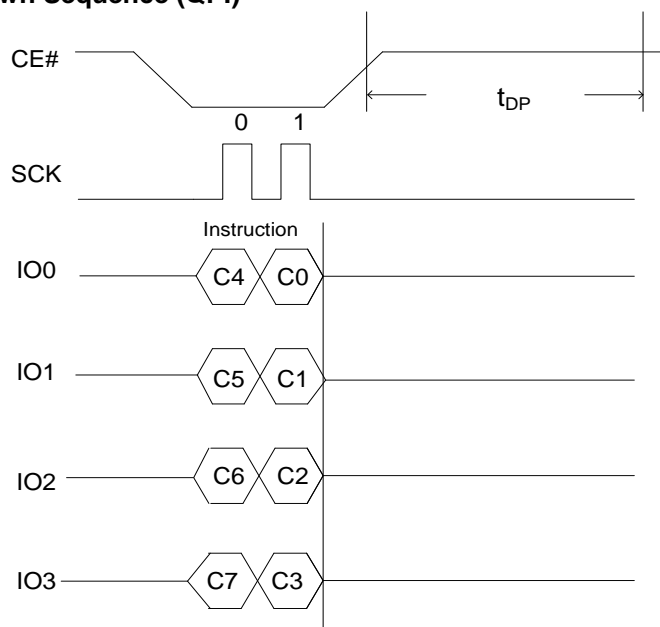 Sequence (QPI)
CE#
tDP
0 1
SCK
Instruction
IO0 C4 C0
IO1 C5 C1
IO2 C6 C2
IO3 C7 C3